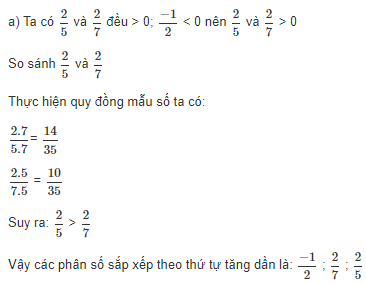 a) Ta có 2/5 và 2/7 đều > 0; -1/2 < 0 nên 2/5 và 2/7 > 0
So sánh 2/5 và 2/7
Thực hiện quy đồng mẫu số ta có:
2.7/5.7 = 14/35
2.5/7.5 = 10/35
Suy ra: 2/5 > 2/7
Vậy các phân số sắp xếp theo thứ tự tăng dần là: -1/2 ; 2/7 ; 2/5